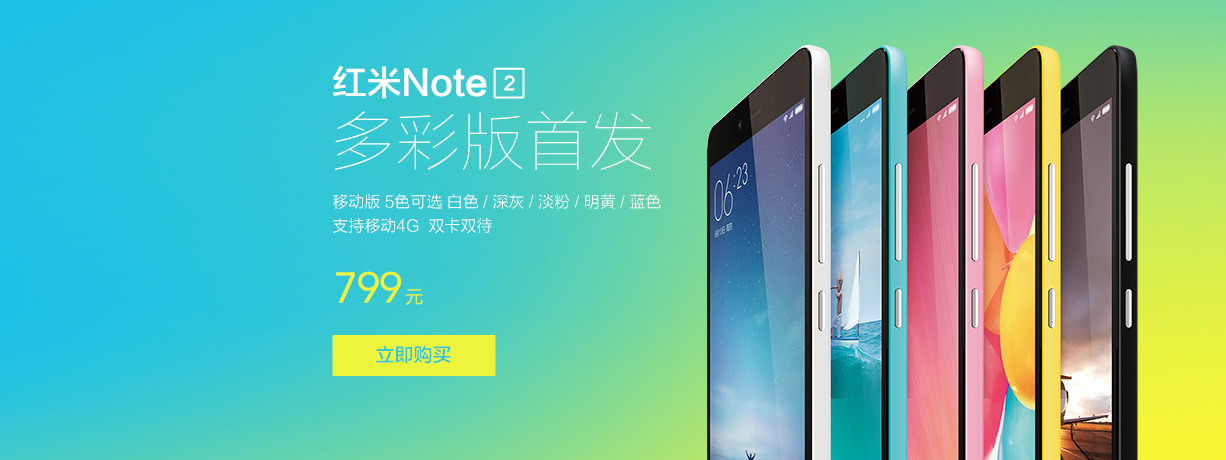 红米Note 2
多彩版首发
移动版 5色可选 白色 / 深灰 / 淡粉 / 明黄 / 蓝色
支持移动4G 双卡双待
799元
立即购买
06:23